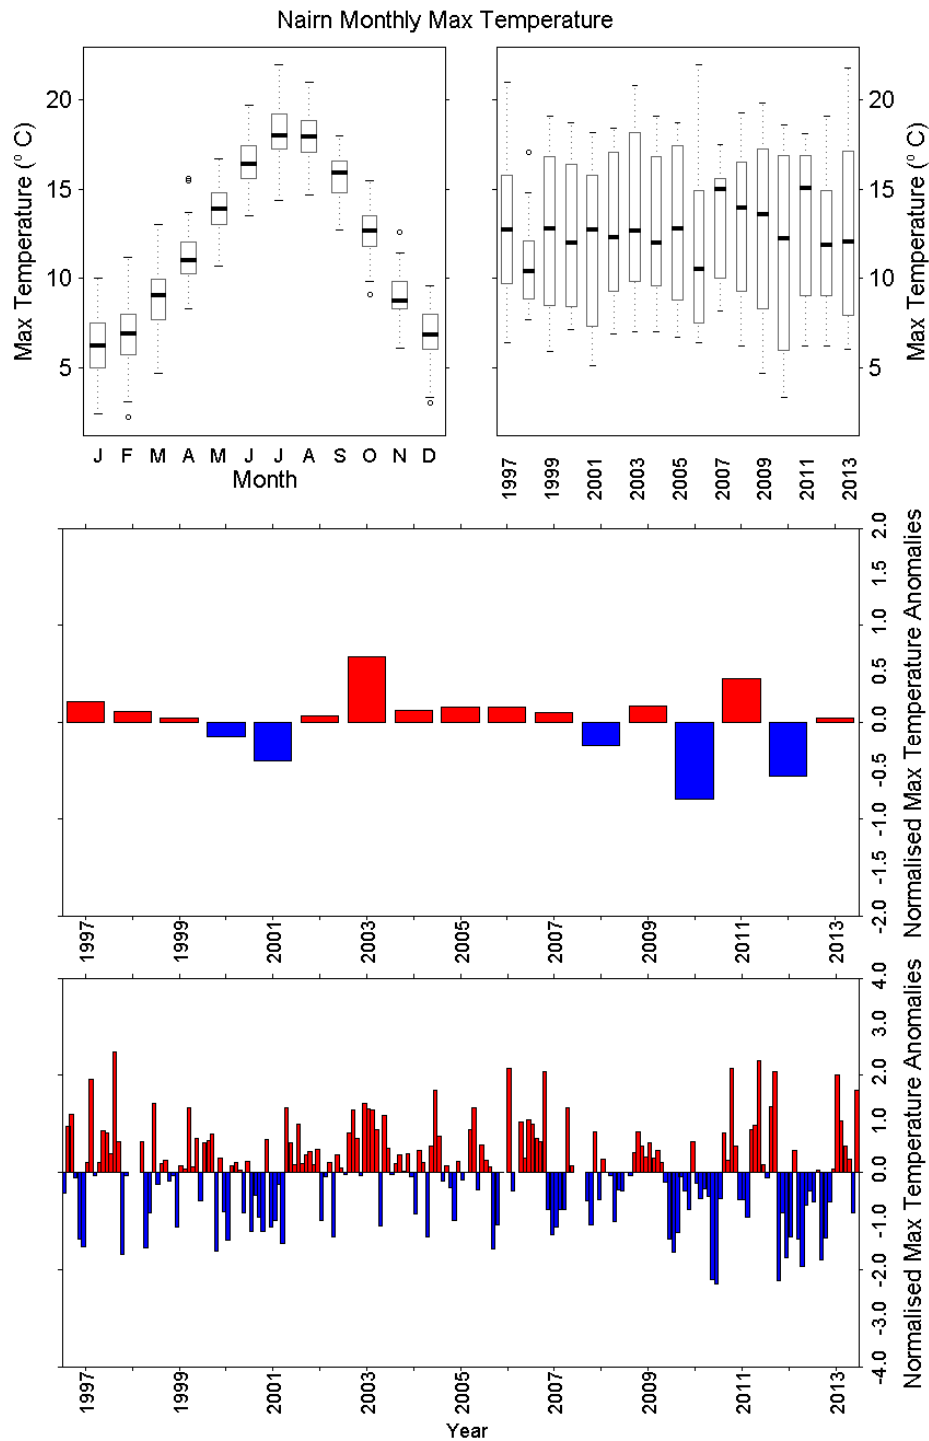 Nairn Monthly Max Temperature
Max Temperature (° C)
20
15
10
5
J F M A M J J A S O N D
Month
20
15
10
5
Max Temperature (° C)
1997 1999 2001 2003 2005 2007 2009 2011 2013
2.0
1.5
1.0
0.5
0.0
-0.5
-1.0
-1.5
-2.0
Normalised Max Temperature Anomalies
1997 1999 2001 2003 2005 2007 2009 2011 2013
4.0
3.0
2.0
1.0
0.0
-1.0
-2.0
-3.0
-4.0
Normalised Max Temperature Anomalies
1997 1999 2001 2003 2005 2007 2009 2011 2013
Year